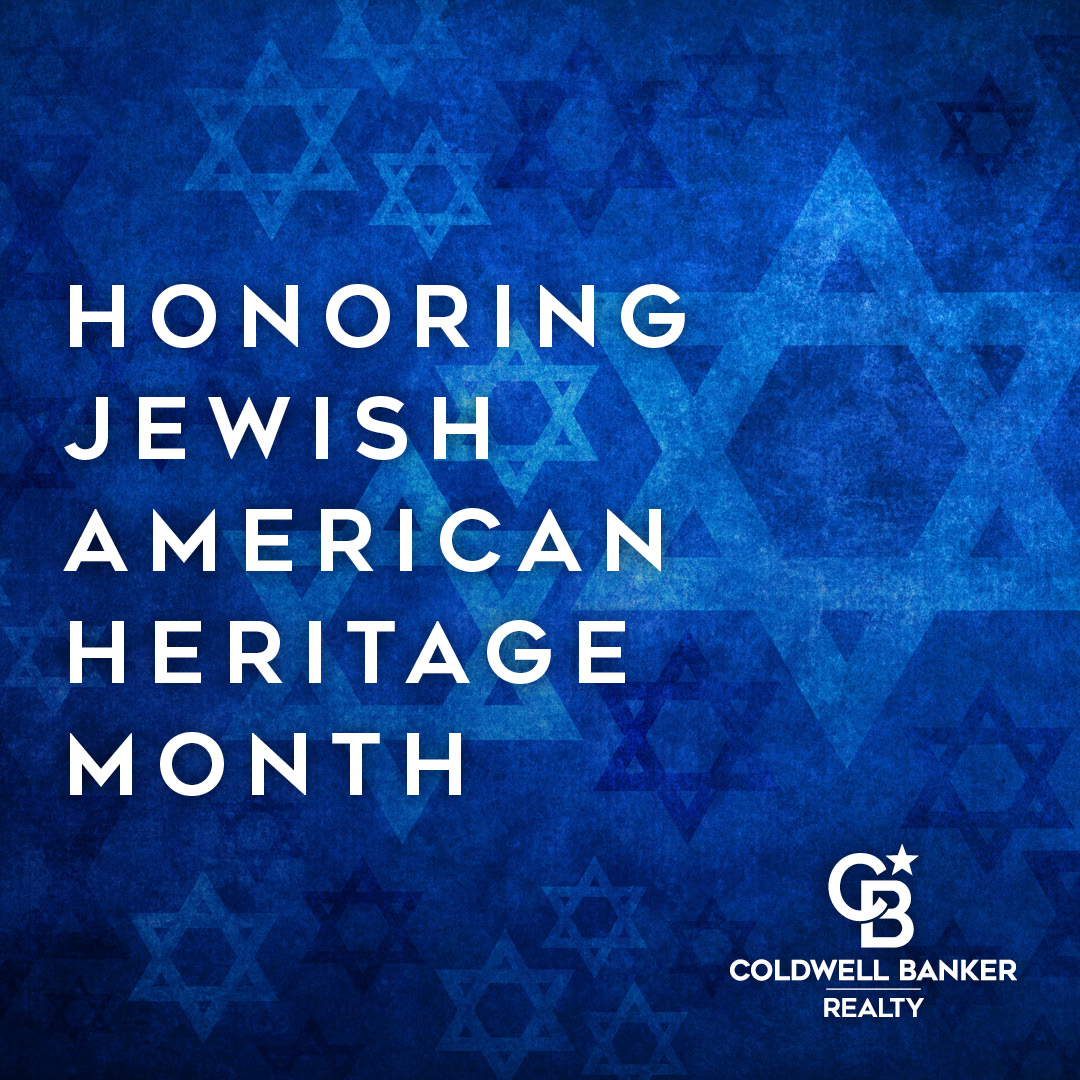 HONORING
JEWISH
AMERICAN
HERITAGE
MONTH
CB
COLDWELL BANKER
REALTY